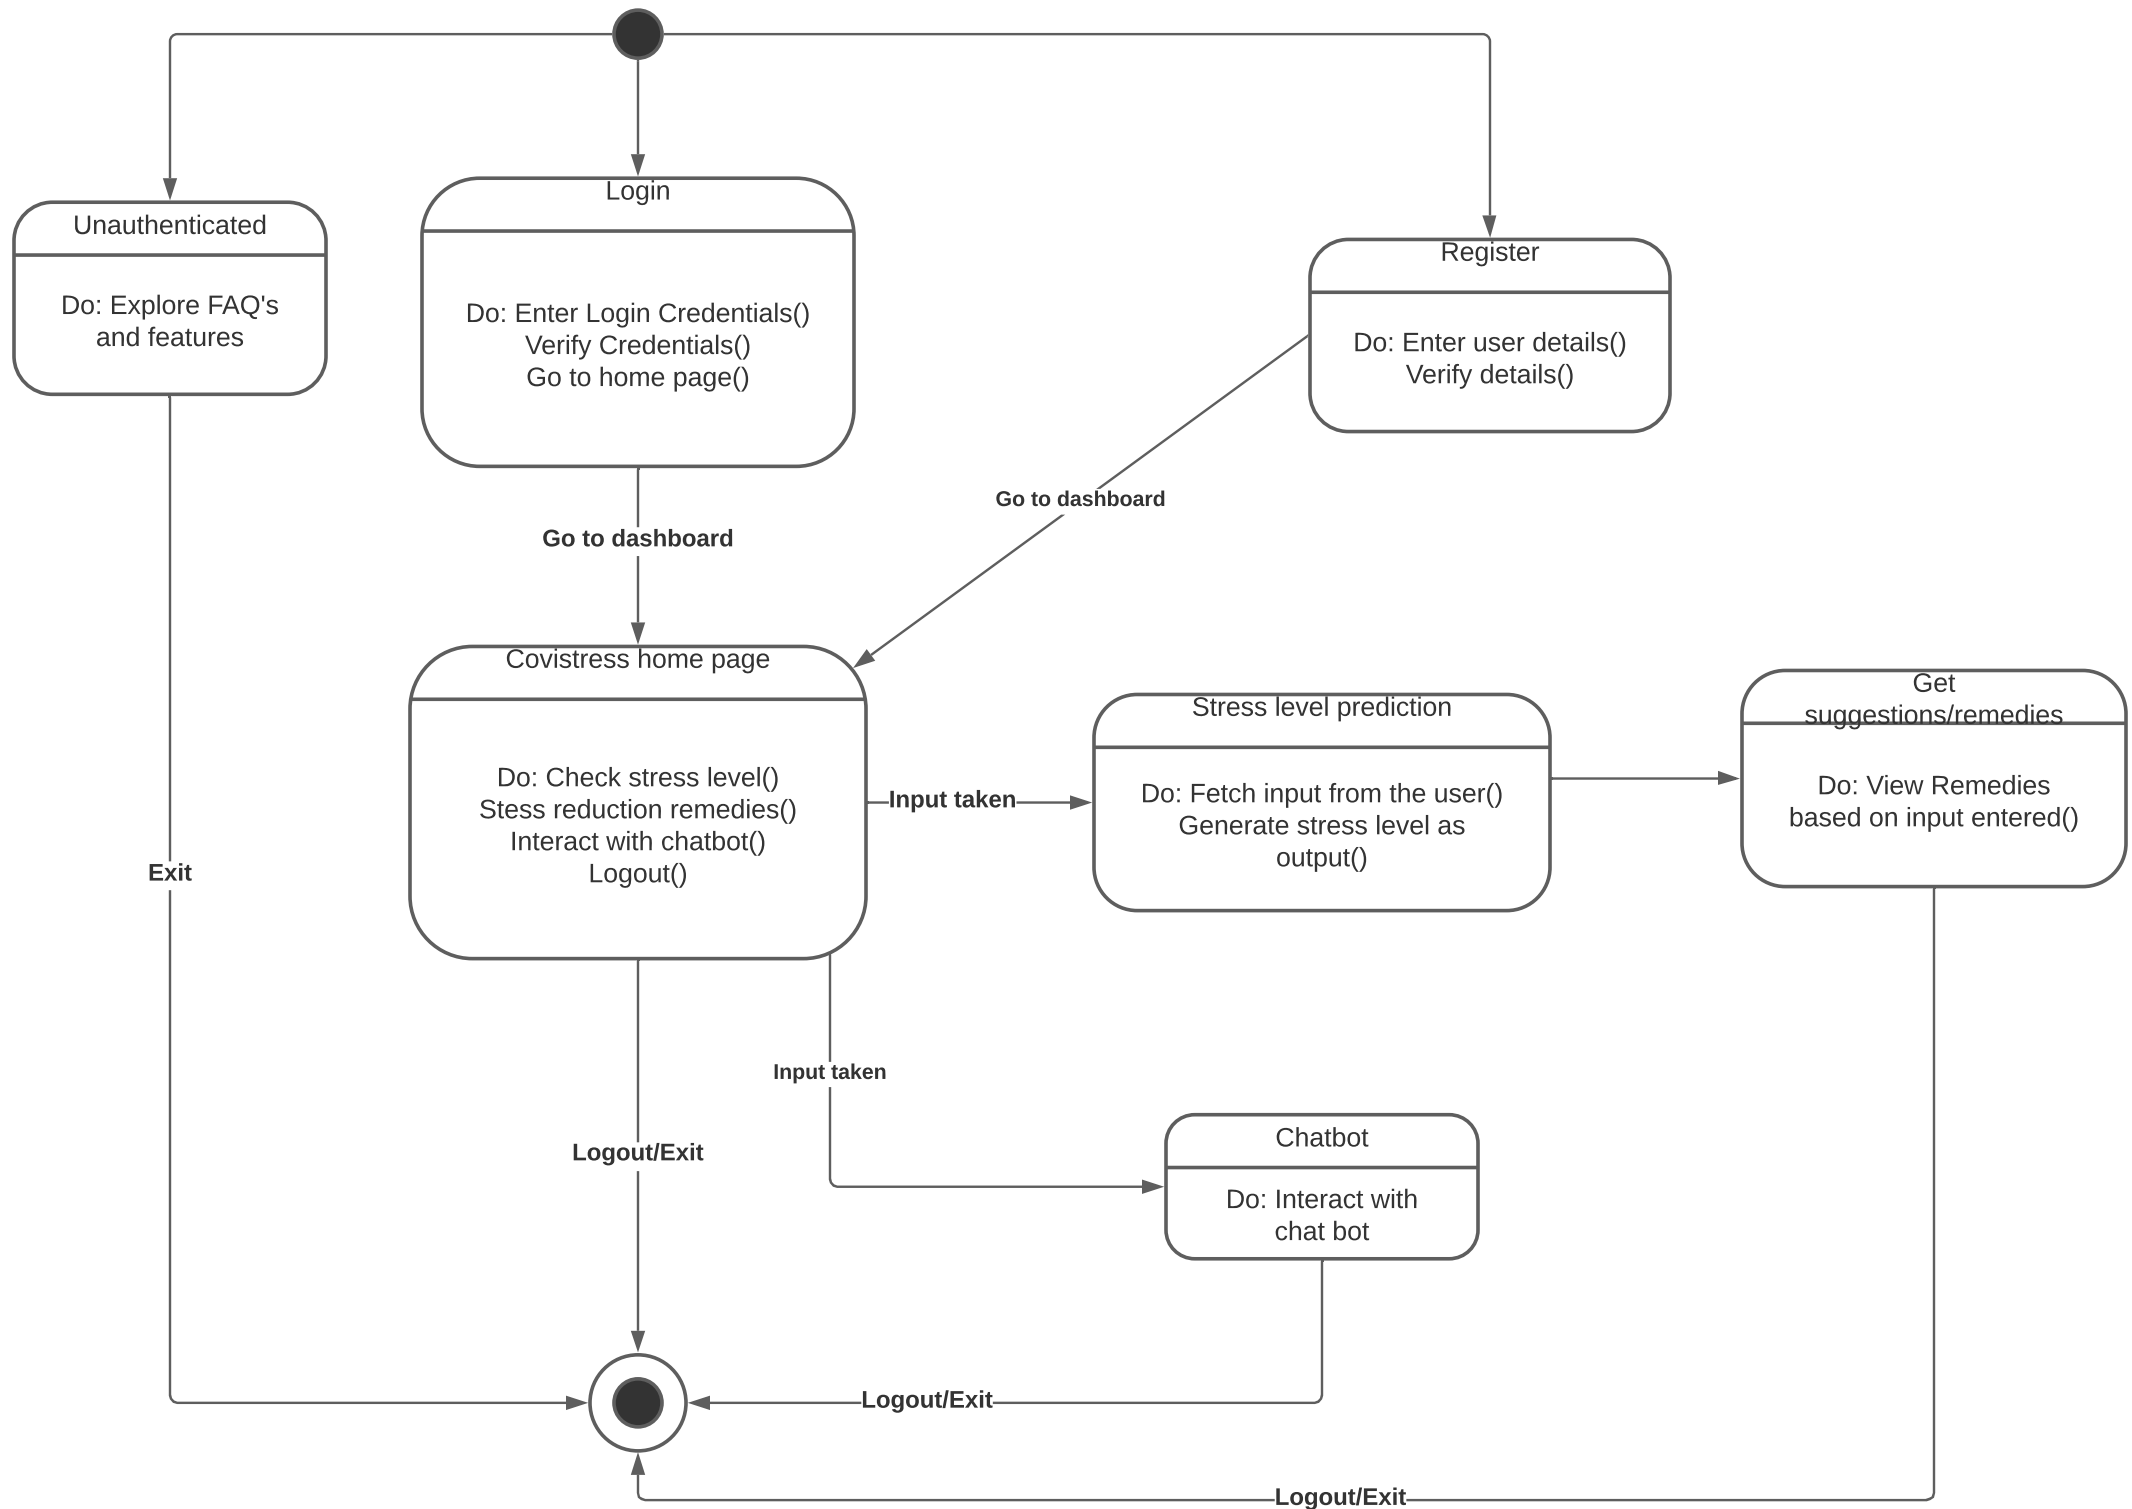 Unauthenticated
Do: Explore FAQ's
and features
Login
Do: Enter Login Credentials()
Verify Credentials()
Go to home page()
Register
Do: Enter user details()
Verify details()
Go to dashboard
Go to dashboard
Covistress home page
Do: Check stress level()
Stess reduction remedies()
Interact with chatbot()
Logout()
Input taken
Stress level prediction
Do: Fetch input from the user()
Generate stress level as
output()
Get
suggestions/remedies
Do: View Remedies
based on input entered()
Exit
Input taken
Logout/Exit
Chatbot
Do: Interact with
chat bot
Logout/Exit
Logout/Exit